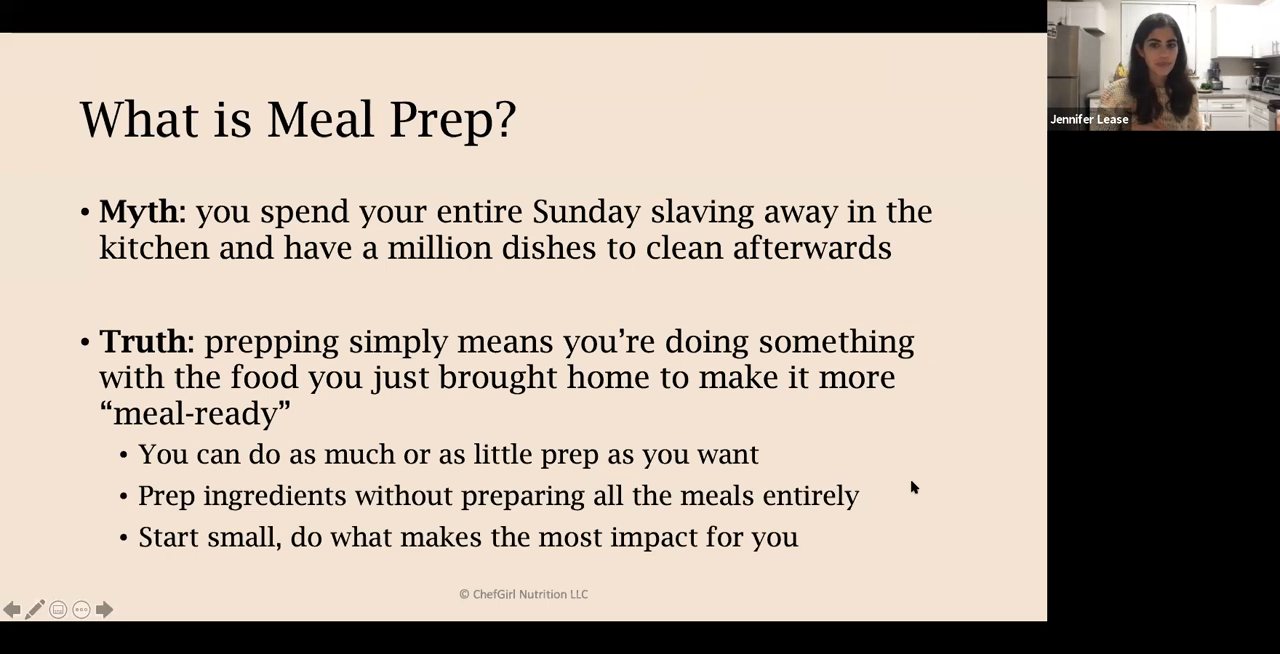 What is Meal Prep?
• Myth: you spend your entire Sunday slaving away in the
kitchen and have a million dishes to clean afterwards
• Truth: prepping simply means you’re doing something
with the food you just brought home to make it more
“meal-ready”
• You can do as much or as little prep as you want
• Prep ingredients without preparing all the meals entirely
• Start small, do what makes the most impact for you
© ChefGirl Nutrition LLC
Jennifer Lease